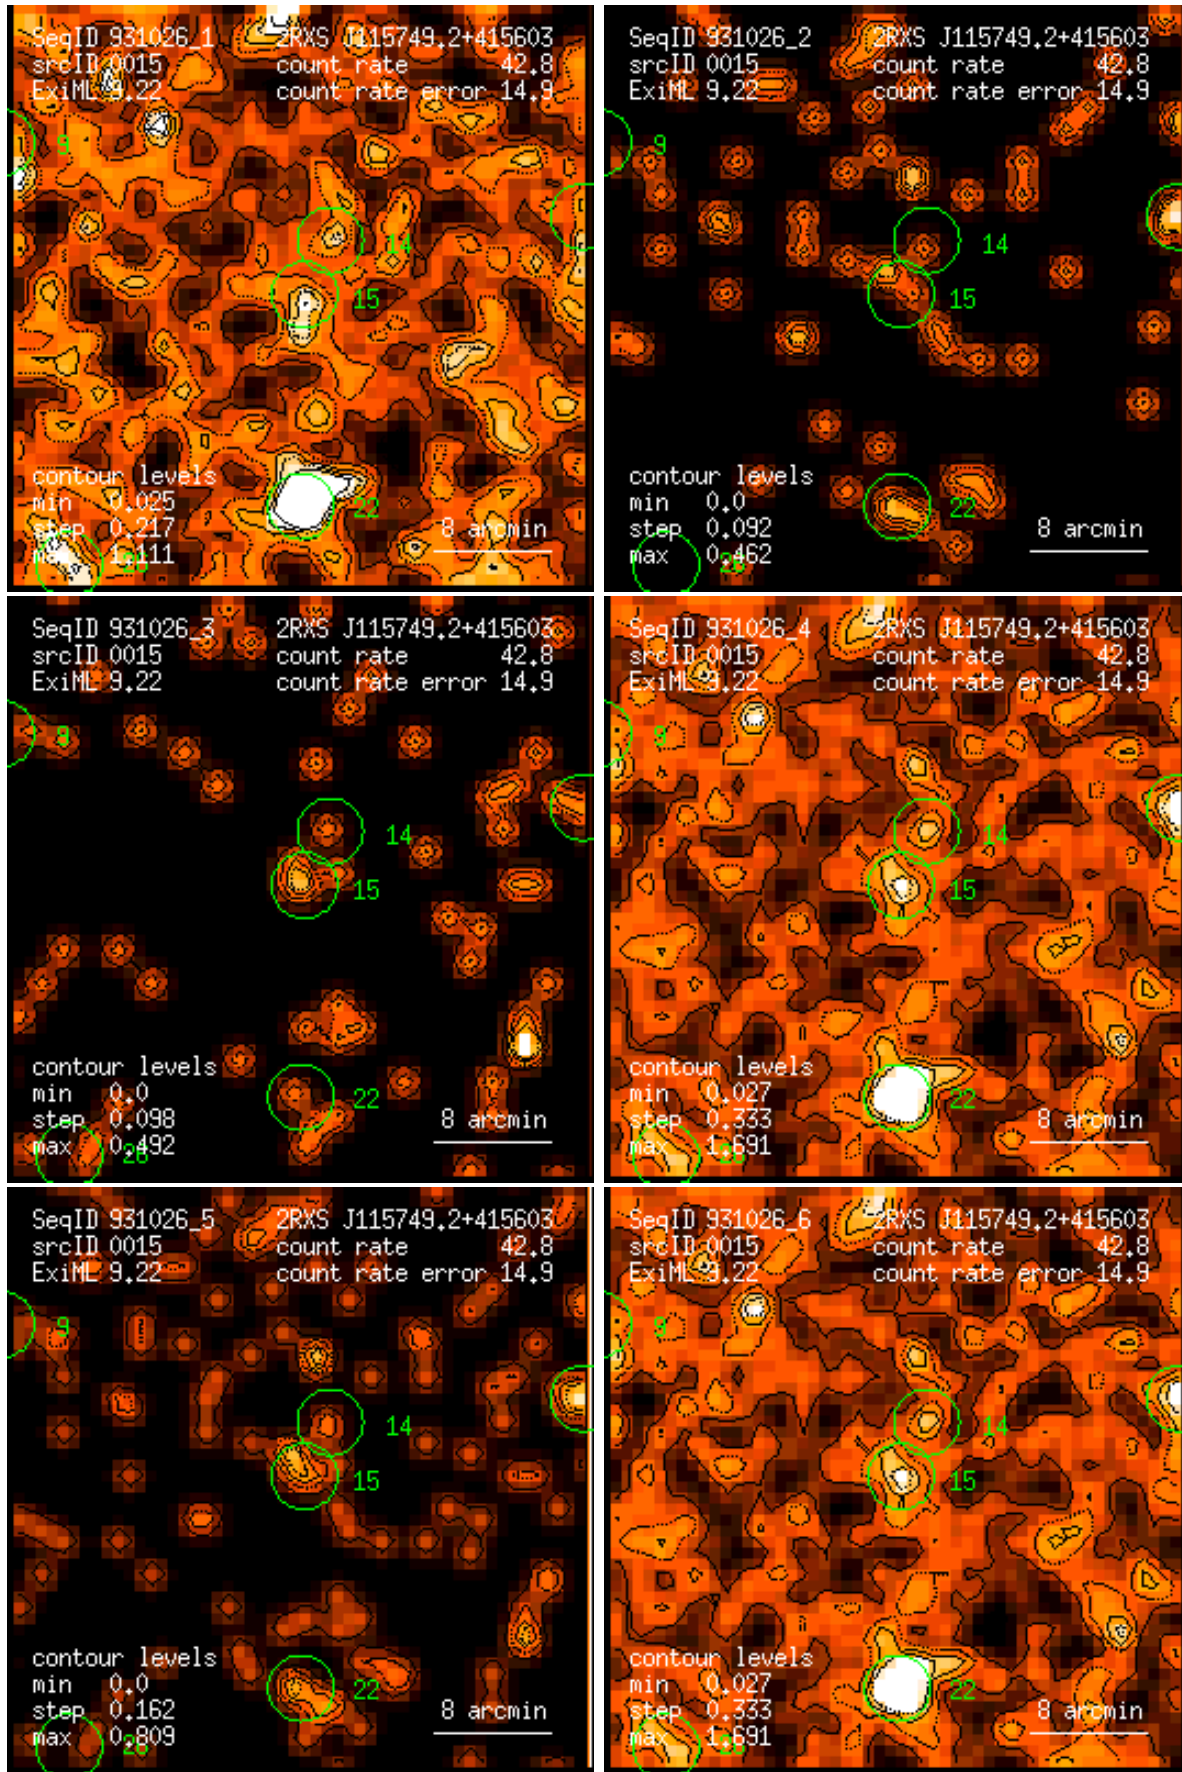 SeqID 931026_1 2RXS J115749.2+415603
srcID 0015 count rate 42.8
ExiML 9.22 count rate error 14.9
9
14
15
contour levels
min 0.025 22
step 0.217 8 arcmin
max 1.111
SeqID 931026_2 2RXS J115749.2+415603
srcID 0015 count rate 42.8
ExiML 9.22 count rate error 14.9
9
14
15
contour levels
min 0.0 22
step 0.092 8 arcmin
max 0.462
SeqID 931026_3 2RXS J115749.2+415603
srcID 0015 count rate 42.8
ExiML 9.22 count rate error 14.9
9
14
15
contour levels
min 0.0 22
step 0.098 8 arcmin
max 0.492
SeqID 931026_4 2RXS J115749.2+415603
srcID 0015 count rate 42.8
ExiML 9.22 count rate error 14.9
9
14
15
contour levels
min 0.027 22
step 0.333 8 arcmin
max 1.691
SeqID 931026_5 2RXS J115749.2+415603
srcID 0015 count rate 42.8
ExiML 9.22 count rate error 14.9
9
14
15
contour levels
min 0.0 22
step 0.162 8 arcmin
max 0.809
SeqID 931026_6 2RXS J115749.2+415603
srcID 0015 count rate 42.8
ExiML 9.22 count rate error 14.9
9
14
15
contour levels
min 0.027 22
step 0.333 8 arcmin
max 1.691